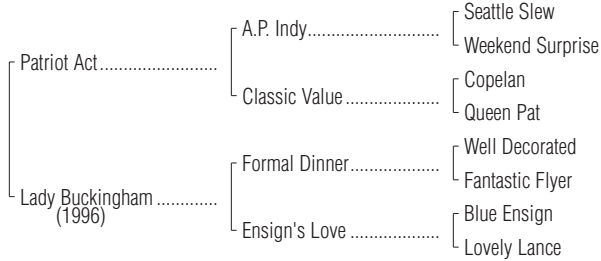 Seattle Slew
A.P. Indy..............................
Weekend Surprise
Patriot Act.........................
Copelan
Classic Value.....................
Queen Pat
Well Decorated
Formal Dinner....................
Fantastic Flyer
Lady Buckingham.............
(1996)
Blue Ensign
Ensign's Love....................
Lovely Lance